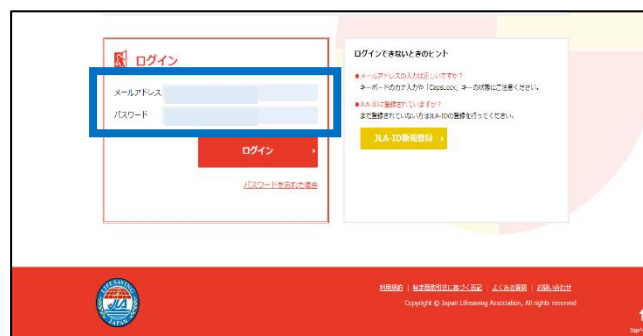 ログイン
メールアドレス
パスワード
ログイン
パスワードを忘れた場合
ログインできないときのヒント
●メールアドレスの入力は正しいですか?
キーボードのカナ入力や「CapsLock」キーの状態にご注意ください。
●JLA-IDに登録されていますか?
まだ登録されていない方はJLA-IDの登録を行ってください。
JLA-ID新規登録
LIFESAVING
JLA
JAPAN
利用規約 | 特定商取引法に基づく表記 | よくある質問 | お問い合わせ
Copyright © Japan Lifesaving Association, All rights reserved